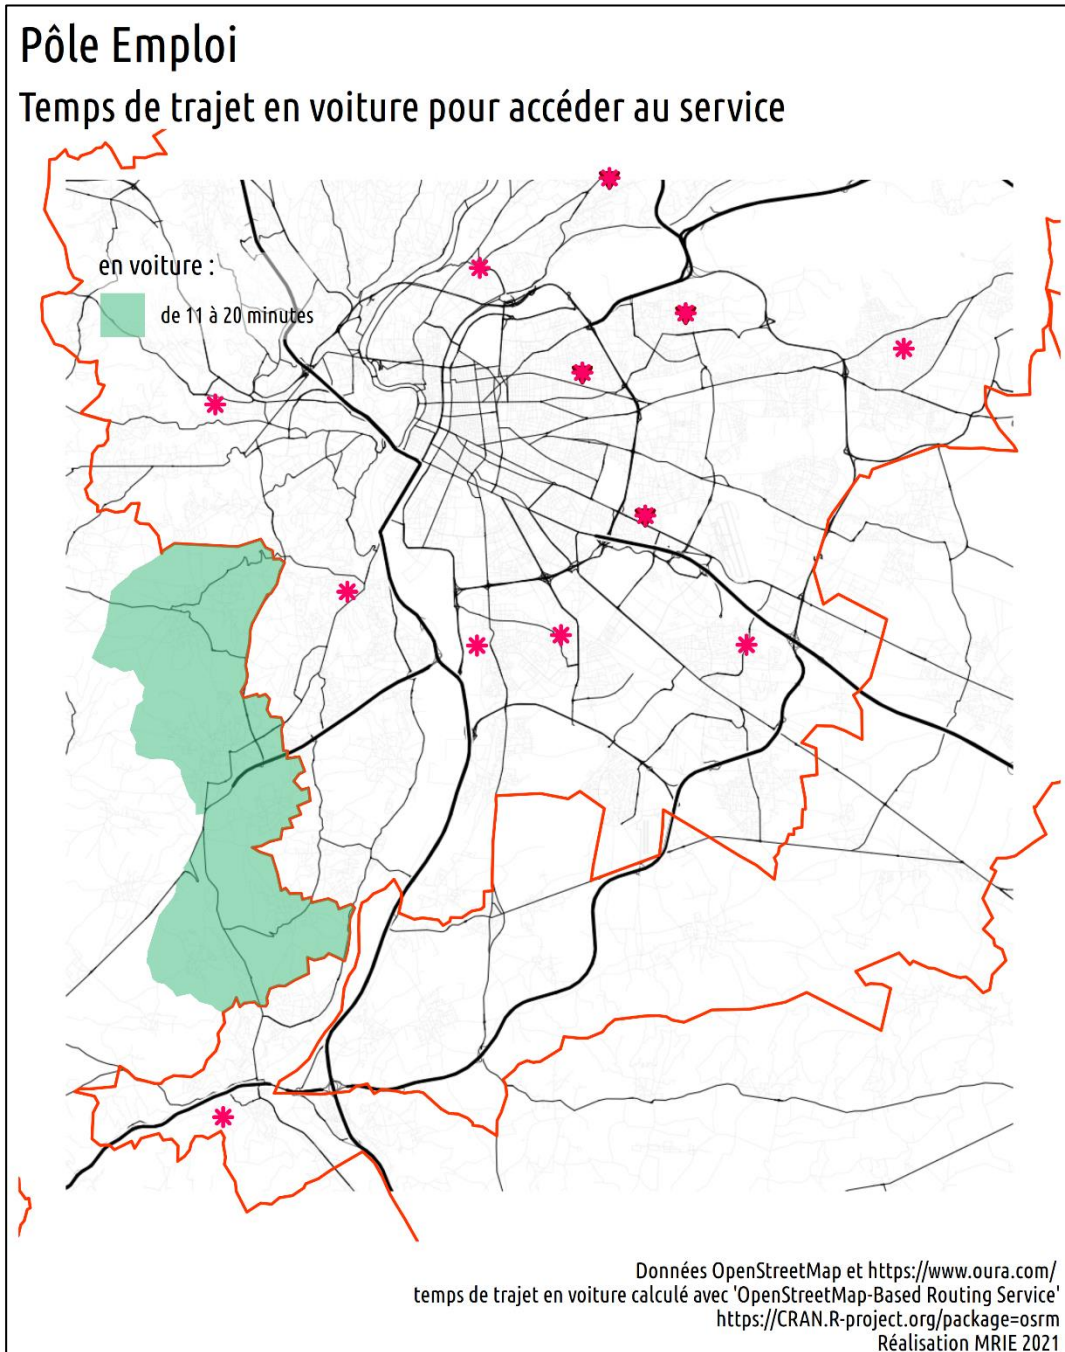 Pôle Emploi
Temps de trajet en voiture pour accéder au service
en voiture :
de 11 à 20 minutes
Données OpenStreetMap et https://www.oura.com/
temps de trajet en voiture calculé avec 'OpenStreetMap-Based Routing Service'
https://CRAN.R-project.org/package=osrm
Réalisation MRIE 2021